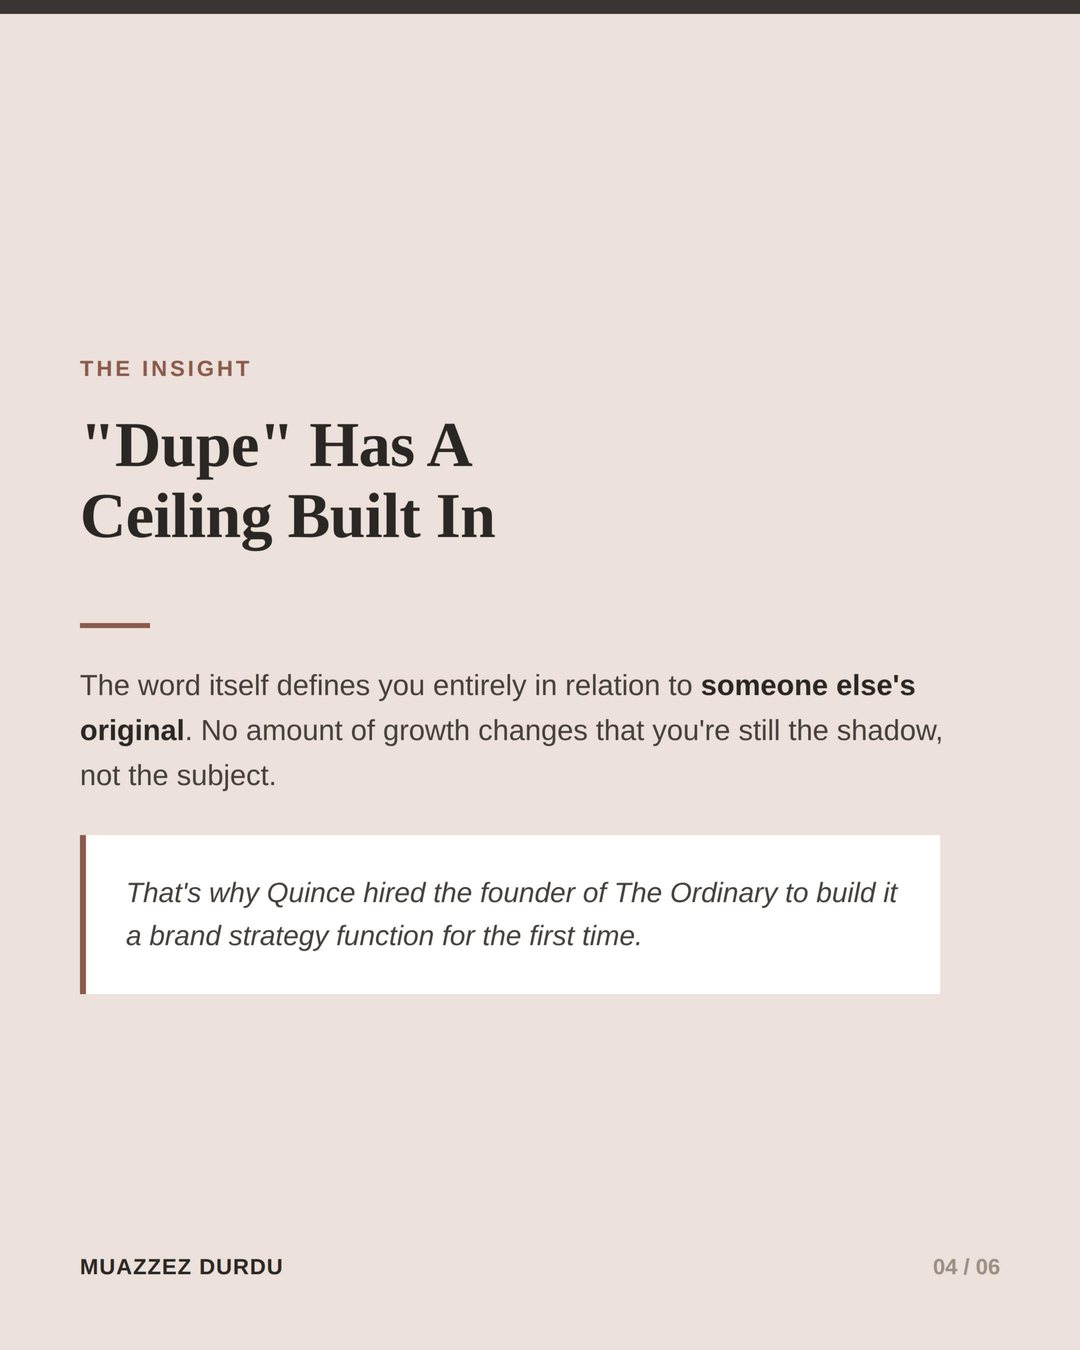 THE INSIGHT
"Dupe" Has A
Ceiling Built In
The word itself defines you entirely in relation to someone else's
original. No amount of growth changes that you're still the shadow,
not the subject.
That's why Quince hired the founder of The Ordinary to build it
a brand strategy function for the first time.
MUAZZEZ DURDU
04 / 06